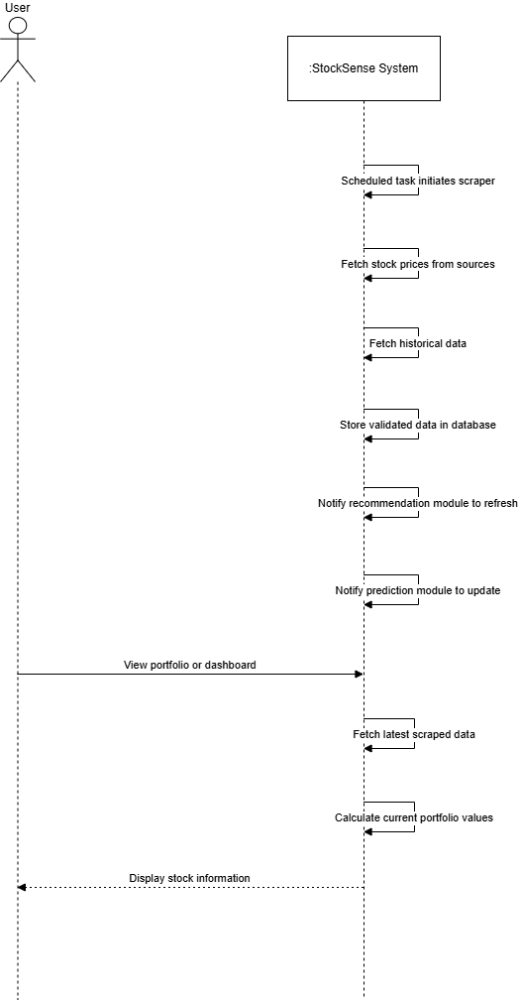 User
:StockSense System
Scheduled task initiates scraper
Fetch stock prices from sources
Fetch historical data
Store validated data in database
Notify recommendation module to refresh
Notify prediction module to update
View portfolio or dashboard
Fetch latest scraped data
Calculate current portfolio values
Display stock information